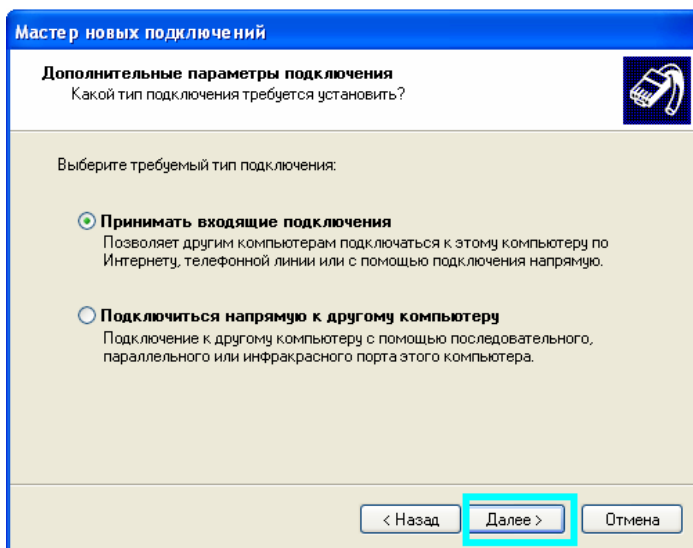 Мастер новых подключений
Дополнительные параметры подключения
Какой тип подключения требуется установить?
Выберите требуемый тип подключения:
Принимать входящие подключения
Позволяет другим компьютерам подключаться к этому компьютеру по
Интернету, телефонной линии или с помощью подключения напрямую.
Подключиться напрямую к другому компьютеру
Подключение к другому компьютеру с помощью последовательного,
параллельного или инфракрасного порта этого компьютера.
< Назад Далее > Отмена